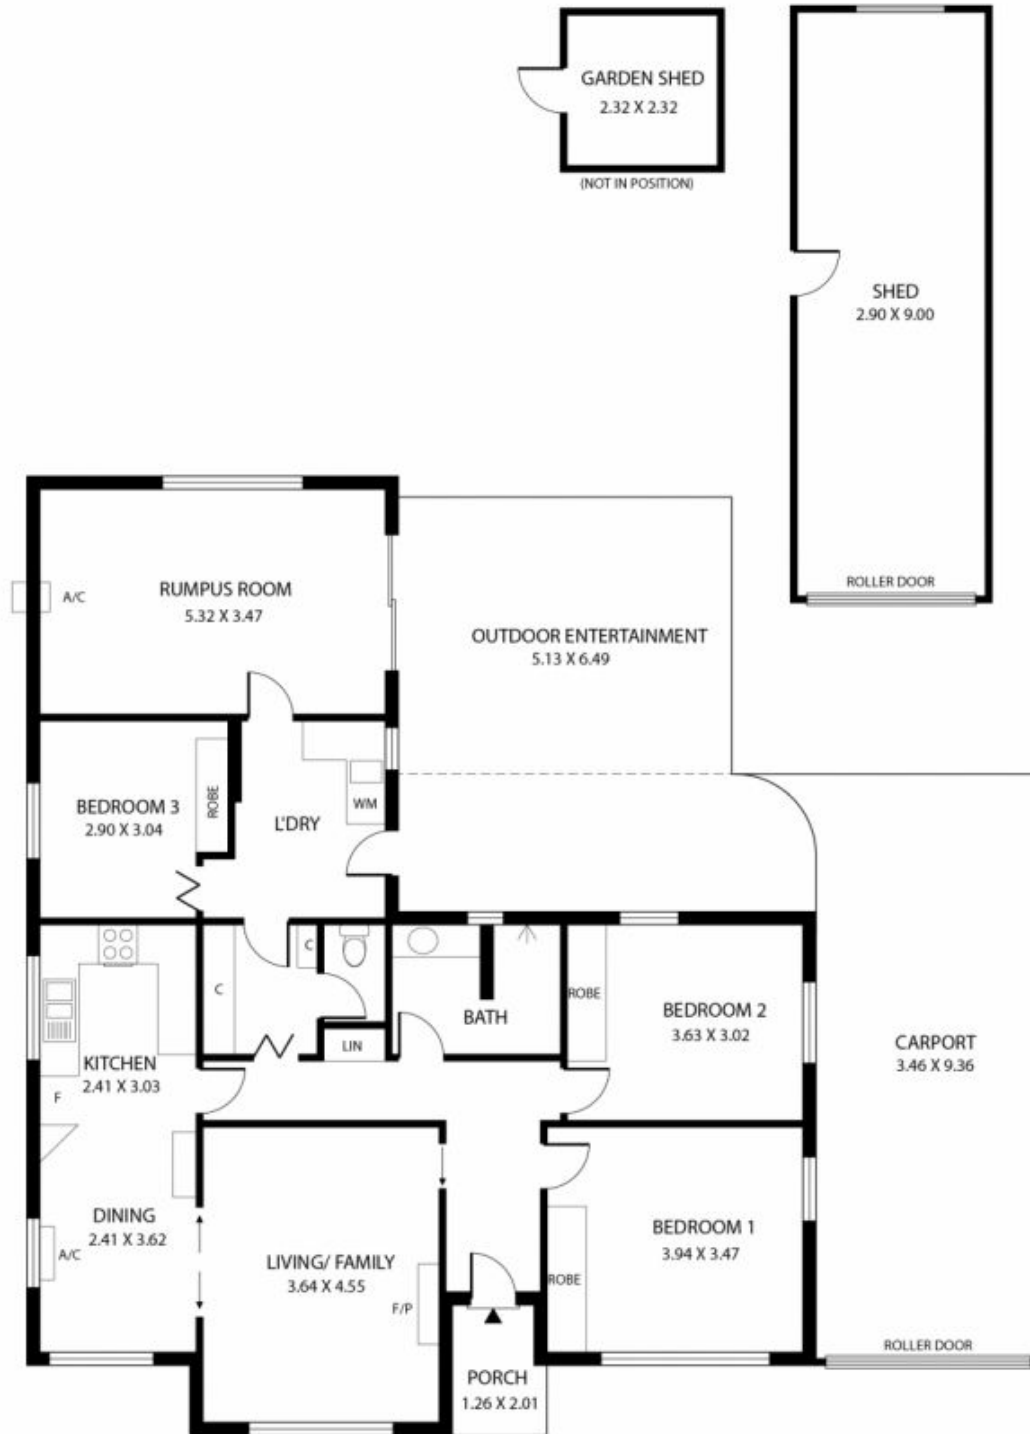 GARDEN SHED
2.32 X 2.32
(NOT IN POSITION)
SHED
2.90 X 9.00
ROLLER DOOR
RUMPUS ROOM
5.32 X 3.47
A/C
OUTDOOR ENTERTAINMENT
5.13 X 6.49
BEDROOM 3
2.90 X 3.04
ROBE
L'DRY
WM
C
C
LIN
BATH
ROBE
BEDROOM 2
3.63 X 3.02
CARPORT
3.46 X 9.36
KITCHEN
2.41 X 3.03
F
DINING
2.41 X 3.62
A/C
LIVING/ FAMILY
3.64 X 4.55
F/P
BEDROOM 1
3.94 X 3.47
ROBE
ROLLER DOOR
PORCH
1.26 X 2.01